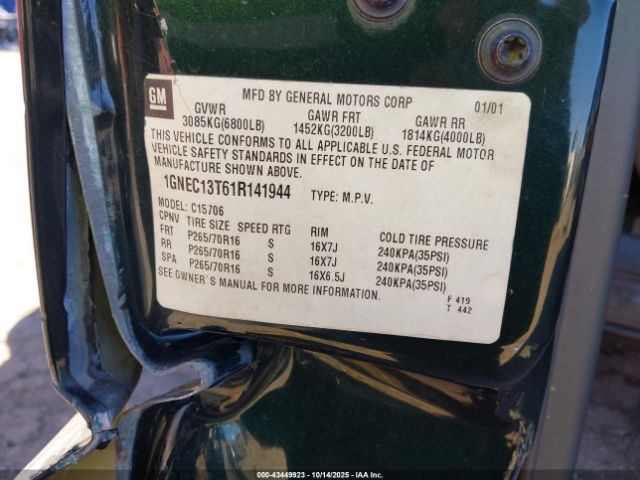 GM
MFD BY GENERAL MOTORS CORP 01/01
GVWR GAWR FRT GAWR RR
3085KG(6800LB) 1452KG(3200LB) 1814KG(4000LB)
THIS VEHICLE CONFORMS TO ALL APPLICABLE U.S. FEDERAL MOTOR
VEHICLE SAFETY STANDARDS IN EFFECT ON THE DATE OF
MANUFACTURE SHOWN ABOVE.
1GNEC13T61R141944 TYPE: M.P.V.
MODEL: C15706
CPNV TIRE SIZE SPEED RTG RIM COLD TIRE PRESSURE
FRT P265/70R16 S 16X7J 240KPA(35PSI)
RR P265/70R16 S 16X7J 240KPA(35PSI)
SPA P265/70R16 S 16X6.5J 240KPA(35PSI)
SEE OWNER'S MANUAL FOR MORE INFORMATION.
F 419
T 442
000-43449923 - 10/14/2025 - IAA Inc.